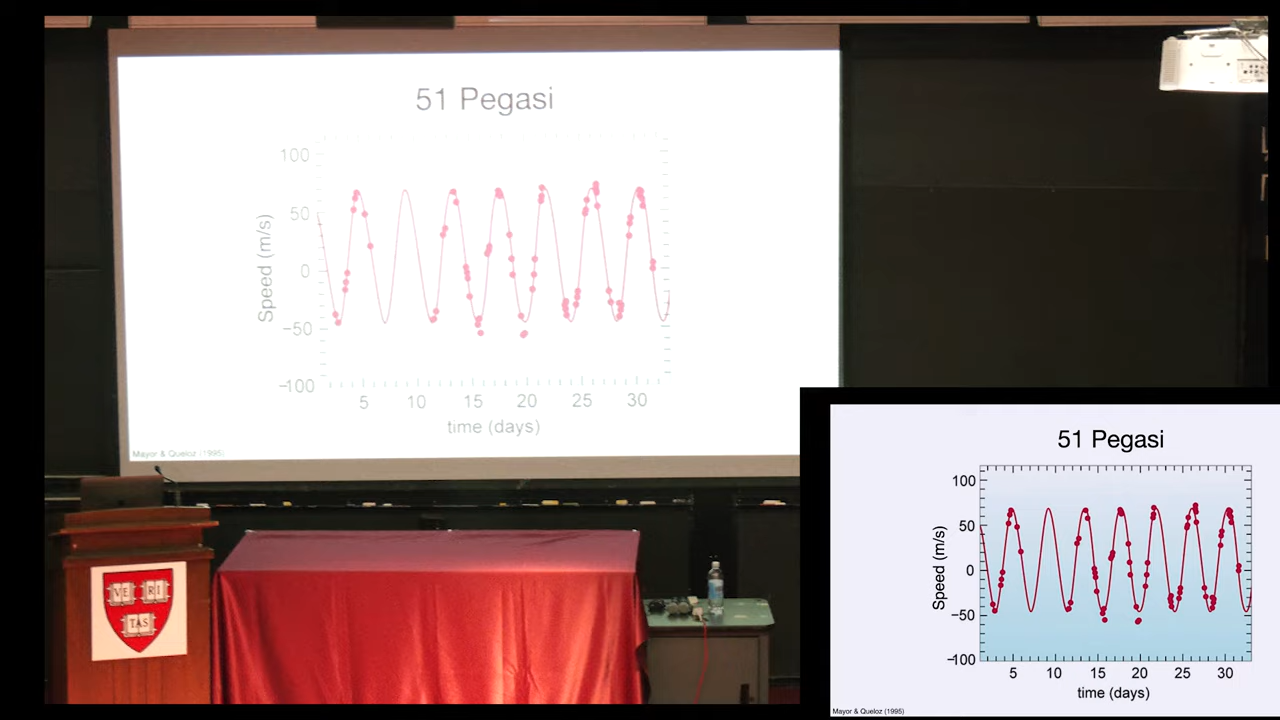 51 Pegasi
100
50
0
−50
−100
Speed (m/s)
5 10 15 20 25 30
time (days)
Mayor & Queloz (1995)
VE RI
TAS
51 Pegasi
100
50
0
−50
−100
Speed (m/s)
5 10 15 20 25 30
time (days)
Mayor & Queloz (1995)